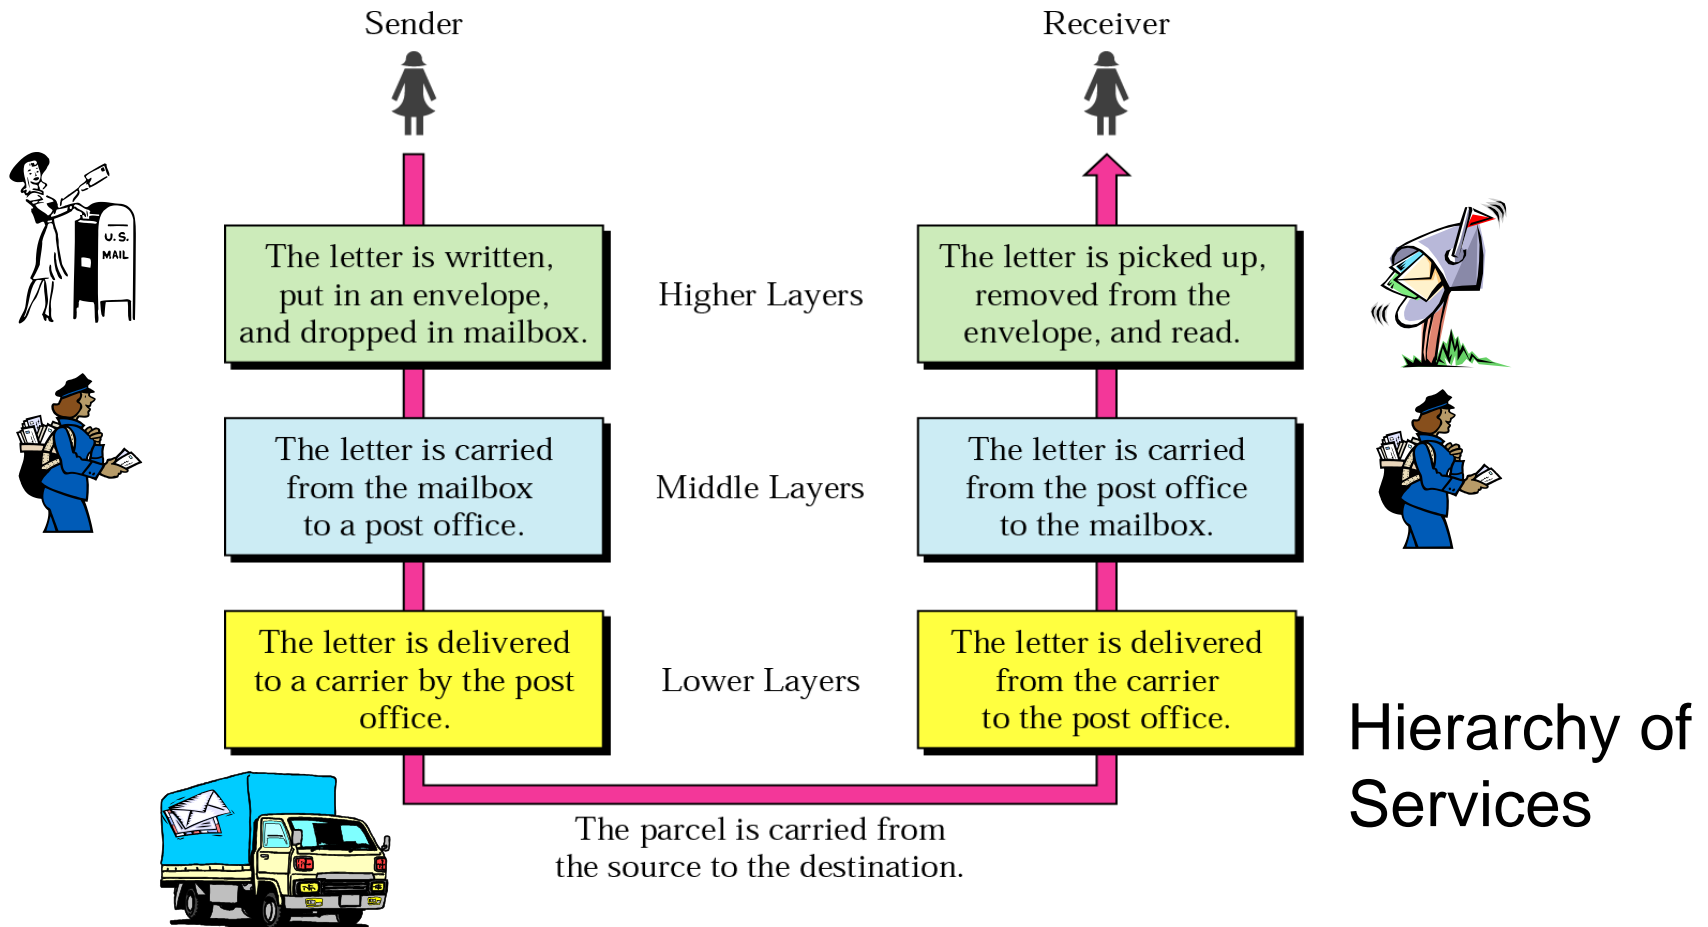 Sender
Receiver
U.S.
MAIL
The letter is written,
put in an envelope,
and dropped in mailbox.
Higher Layers
The letter is picked up,
removed from the
envelope, and read.
The letter is carried
from the mailbox
to a post office.
Middle Layers
The letter is carried
from the post office
to the mailbox.
The letter is delivered
to a carrier by the post
office.
Lower Layers
The letter is delivered
from the carrier
to the post office.
Hierarchy of
Services
The parcel is carried from
the source to the destination.